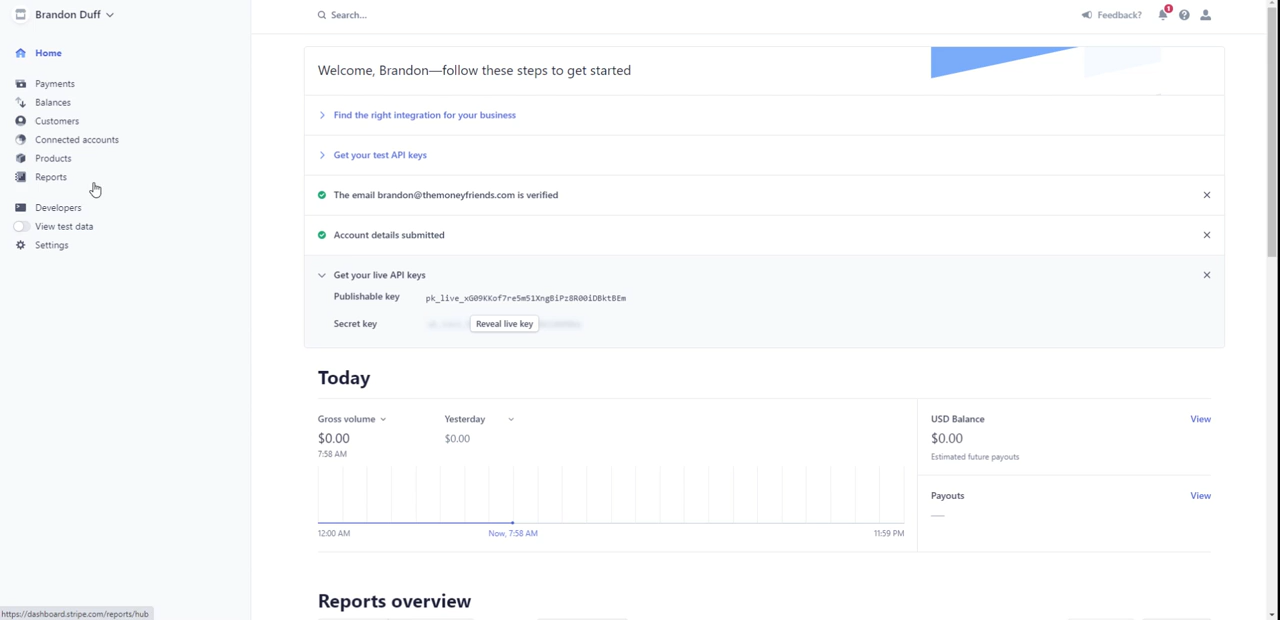 Brandon Duff
Search...
Feedback?
1
Home
Payments
Balances
Customers
Connected accounts
Products
Reports
Developers
View test data
Settings
Welcome, Brandon—follow these steps to get started
Find the right integration for your business
Get your test API keys
The email brandon@themoneyfriends.com is verified
Account details submitted
Get your live API keys
Publishable key pk_live_xG09KKof7re5m51XngBiPz8R00iDBktBEm
Secret key Reveal live key
Today
Gross volume Yesterday
$0.00 $0.00
7:58 AM
12:00 AM Now, 7:58 AM 11:59 PM
USD Balance View
$0.00
Estimated future payouts
Payouts View
—
Reports overview
https://dashboard.stripe.com/reports/hub